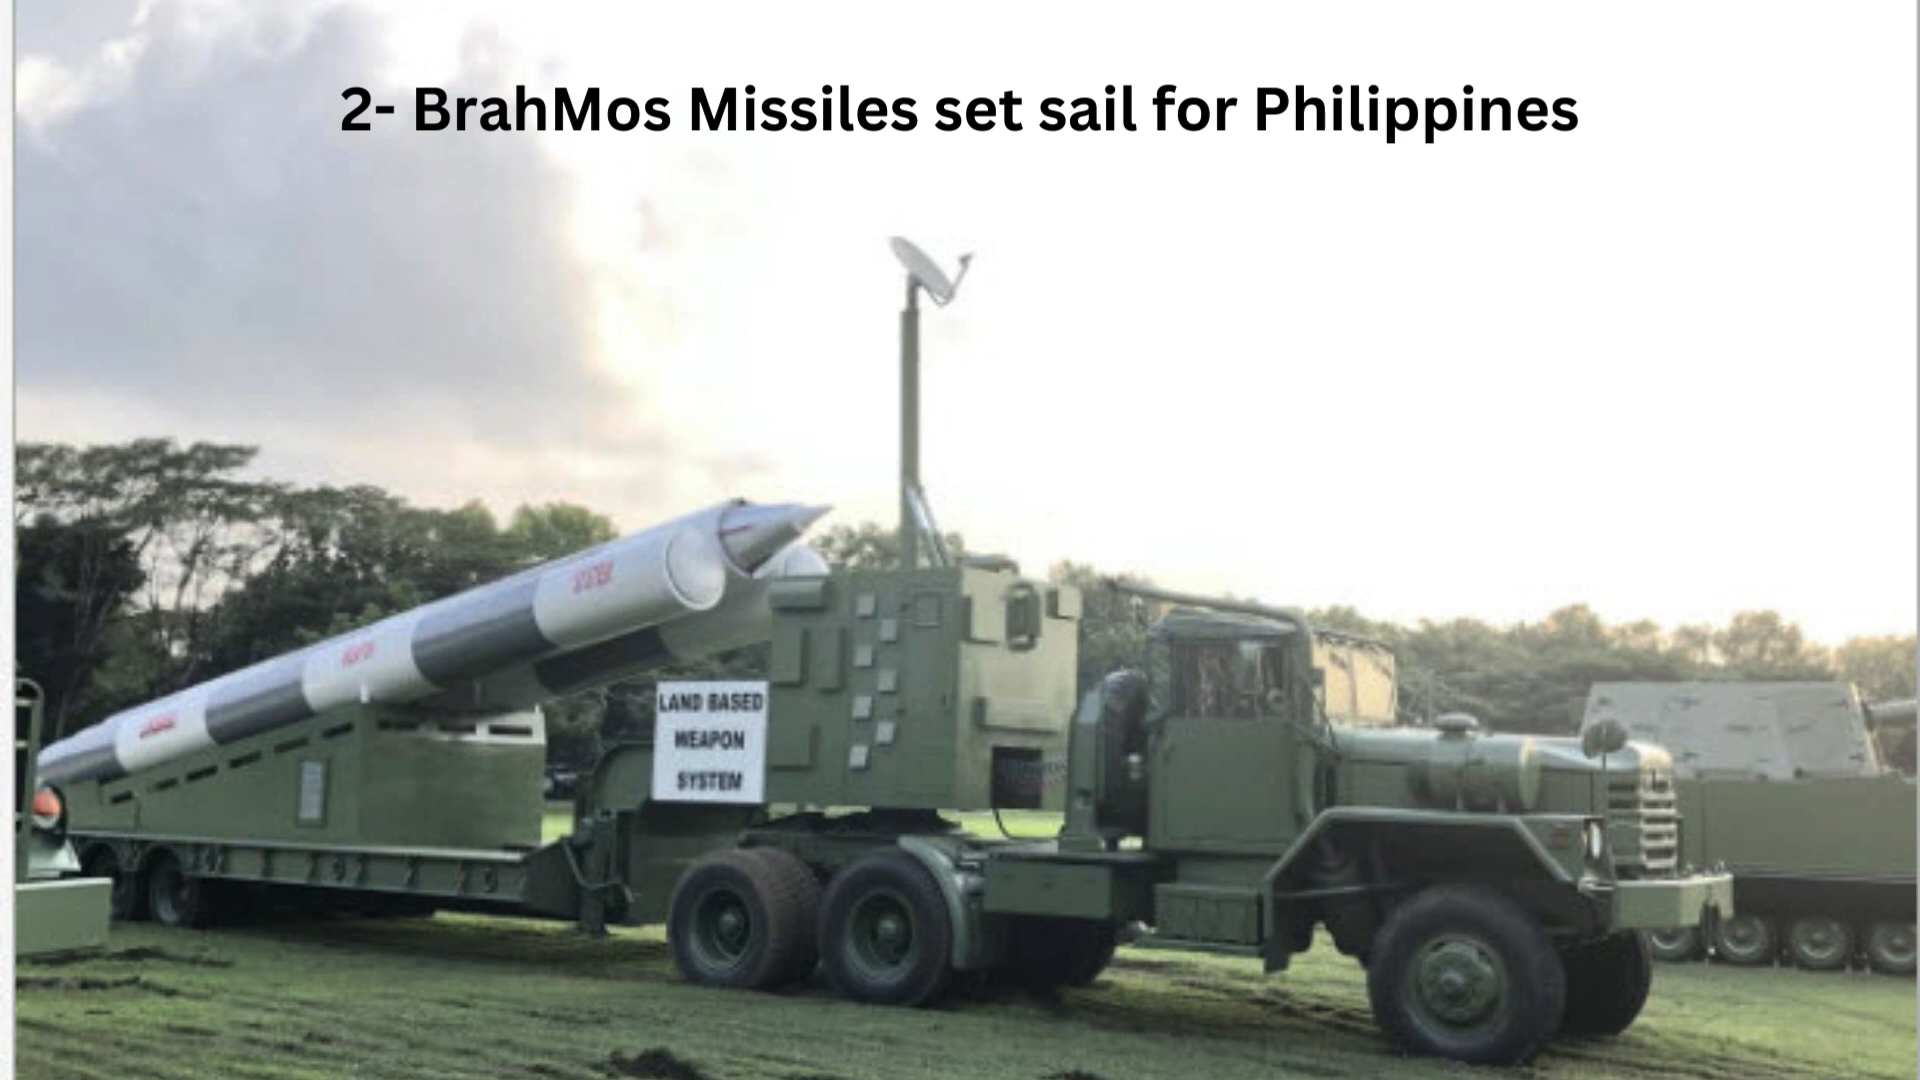 2- BrahMos Missiles set sail for Philippines
LAND BASED
WEAPON
SYSTEM